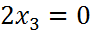 2x₃ = 0